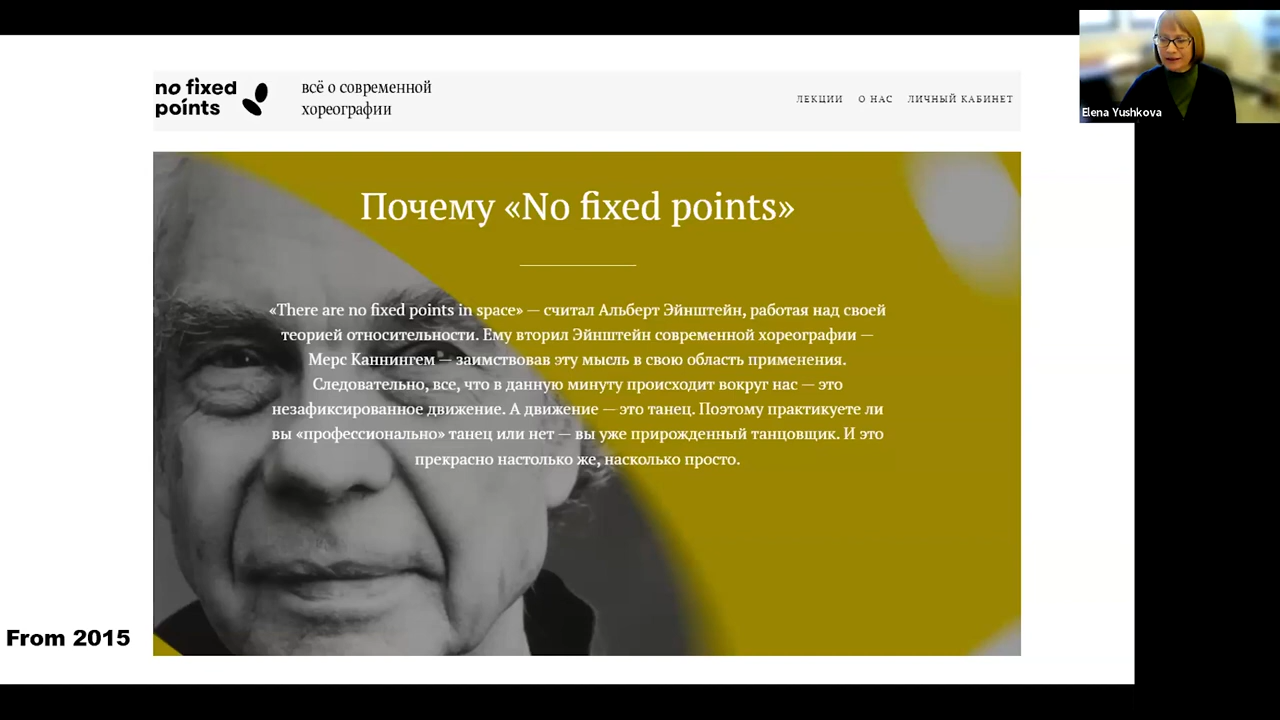 no fixed
points
всё о современной
хореографии
ЛЕКЦИИ О НАС ЛИЧНЫЙ КАБИНЕТ
Elena Yushkova
Почему «No fixed points»
«There are no fixed points in space» — считал Альберт Эйнштейн, работая над своей
теорией относительности. Ему вторил Эйнштейн современной хореографии —
Мерс Каннингем — заимствовав эту мысль в свою область применения.
Следовательно, все, что в данную минуту происходит вокруг нас — это
незафиксированное движение. А движение — это танец. Поэтому практикуете ли
вы «профессионально» танец или нет — вы уже прирожденный танцовщик. И это
прекрасно настолько же, насколько просто.
From 2015